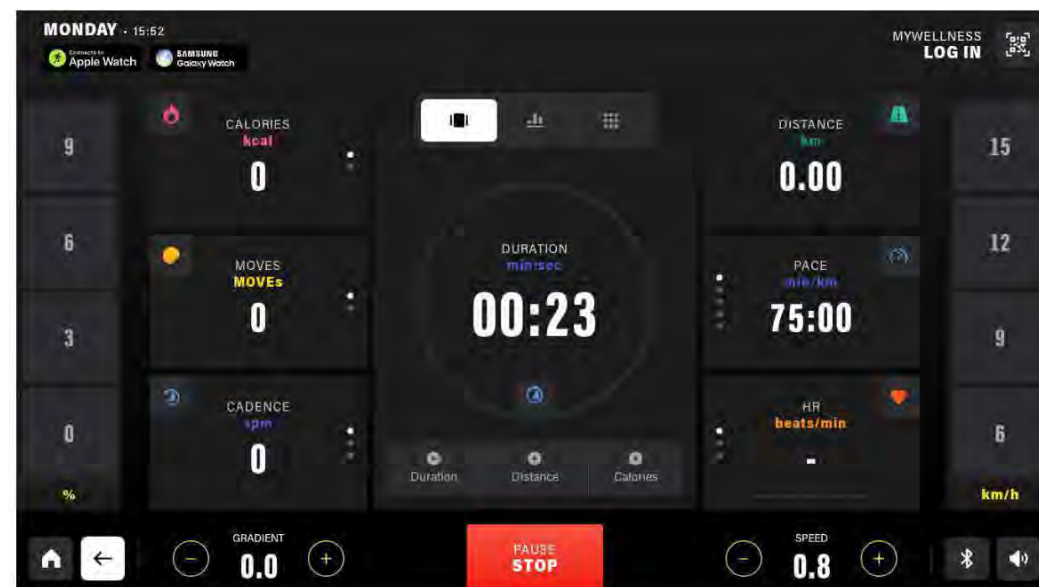 MONDAY · 15:52
Connects to
Apple Watch
SAMSUNG
Galaxy Watch
MYWELLNESS
LOG IN
9
6
3
0
%
CALORIES
kcal
0
MOVES
MOVEs
0
CADENCE
spm
0
DURATION
min:sec
00:23
Duration
Distance
Calories
DISTANCE
km
0.00
PACE
min/km
75:00
HR
beats/min
-
15
12
9
6
km/h
GRADIENT
− 0.0 +
PAUSE
STOP
SPEED
− 0.8 +